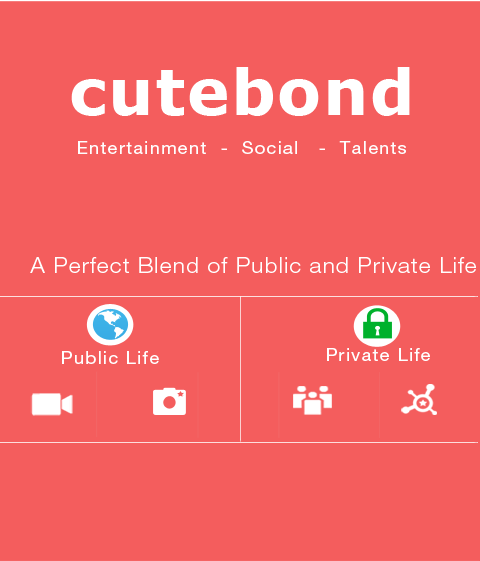 cutebond
Entertainment - Social - Talents
A Perfect Blend of Public and Private Life
Public Life
Private Life